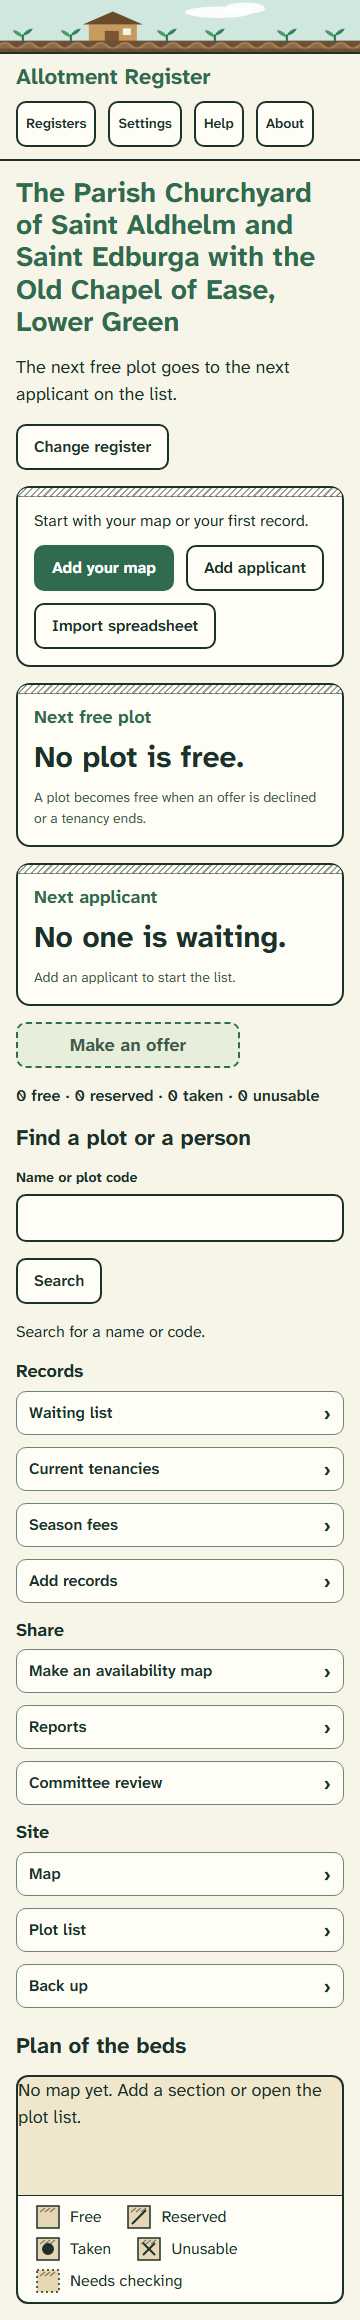 Allotment Register
Registers
Settings
Help
About
The Parish Churchyard
of Saint Aldhelm and
Saint Edburga with the
Old Chapel of Ease,
Lower Green
The next free plot goes to the next
applicant on the list.
Change register
Start with your map or your first record.
Add your map
Add applicant
Import spreadsheet
Next free plot
No plot is free.
A plot becomes free when an offer is declined
or a tenancy ends.
Next applicant
No one is waiting.
Add an applicant to start the list.
Make an offer
0 free · 0 reserved · 0 taken · 0 unusable
Find a plot or a person
Name or plot code
Search
Search for a name or code.
Records
Waiting list ›
Current tenancies ›
Season fees ›
Add records ›
Share
Make an availability map ›
Reports ›
Committee review ›
Site
Map ›
Plot list ›
Back up ›
Plan of the beds
No map yet. Add a section or open the
plot list.
Free
Reserved
Taken
Unusable
Needs checking